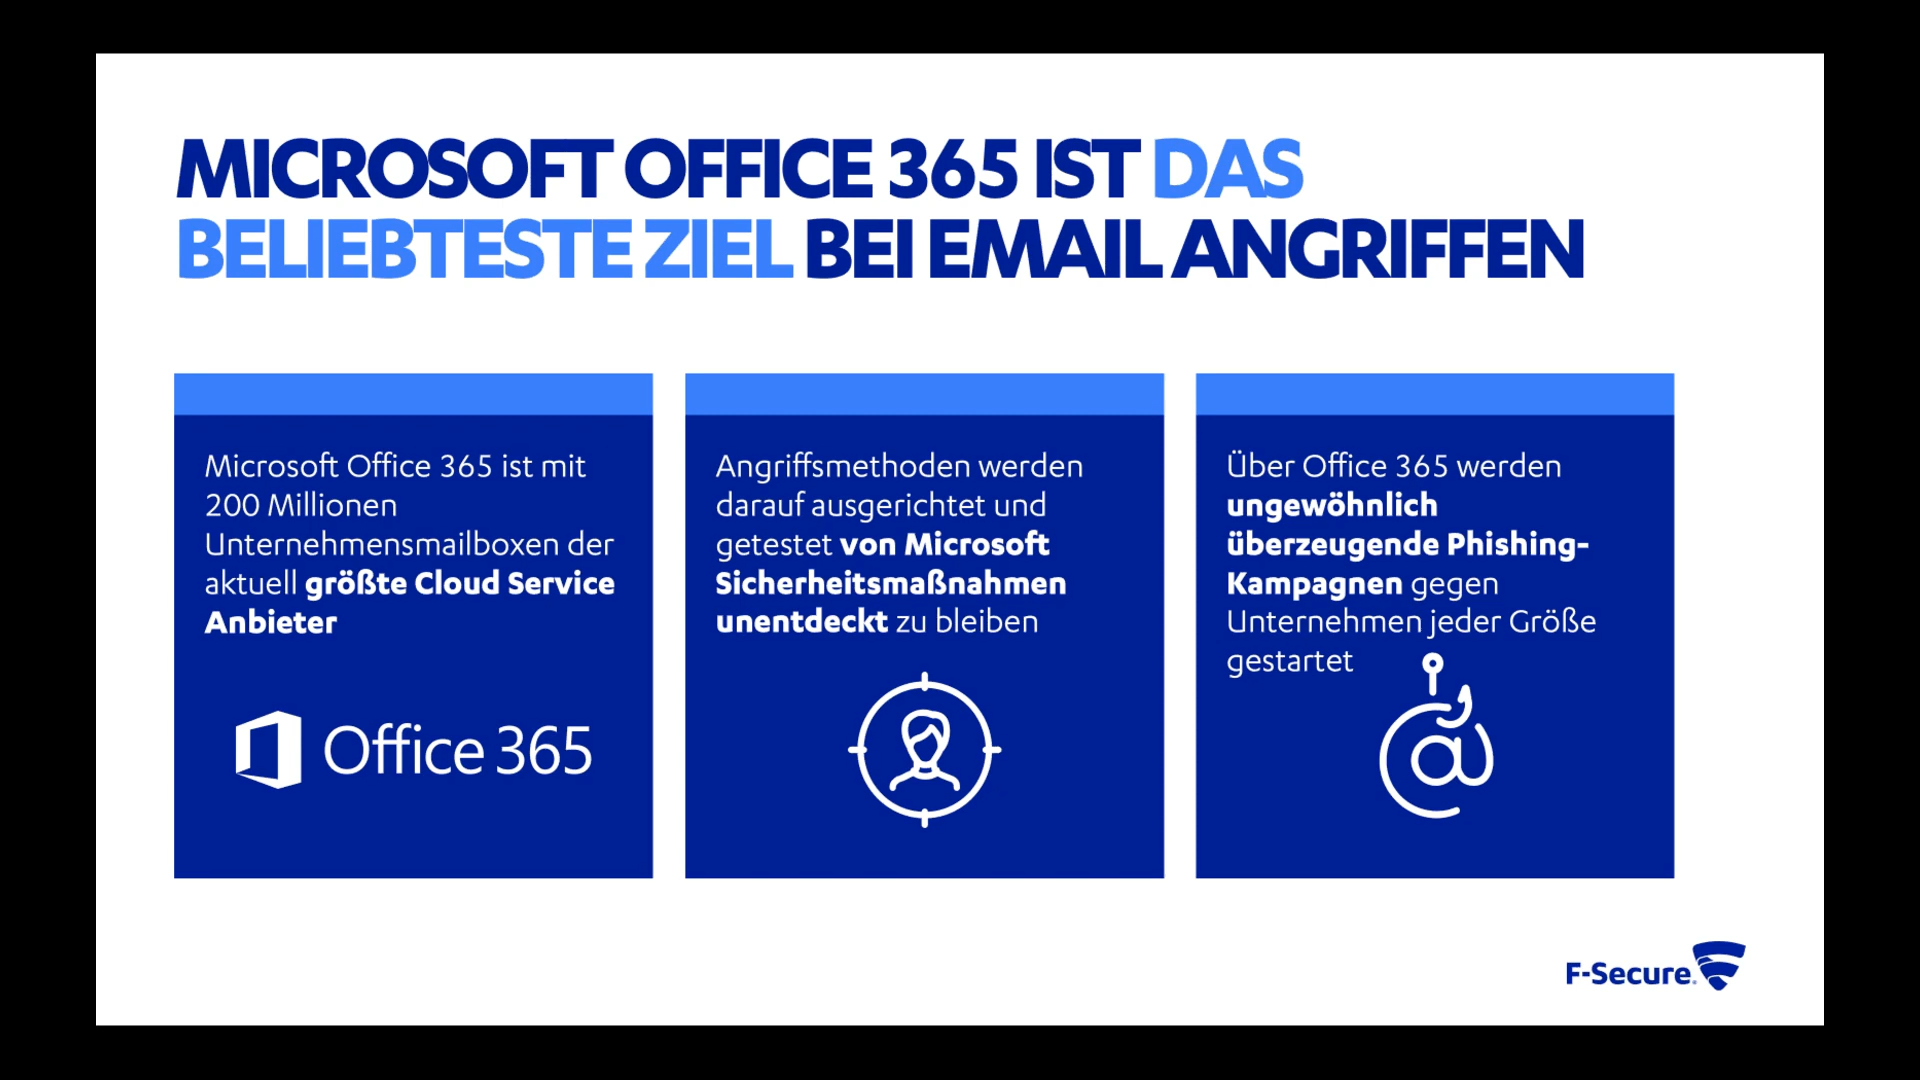 MICROSOFT OFFICE 365 IST DAS
BELIEBTESTE ZIEL BEI EMAIL ANGRIFFEN
Microsoft Office 365 ist mit
200 Millionen
Unternehmensmailboxen der
aktuell größte Cloud Service
Anbieter
Office 365
Angriffsmethoden werden
darauf ausgerichtet und
getestet von Microsoft
Sicherheitsmaßnahmen
unentdeckt zu bleiben
Über Office 365 werden
ungewöhnlich
überzeugende Phishing-
Kampagnen gegen
Unternehmen jeder Größe
gestartet
@
F-Secure.